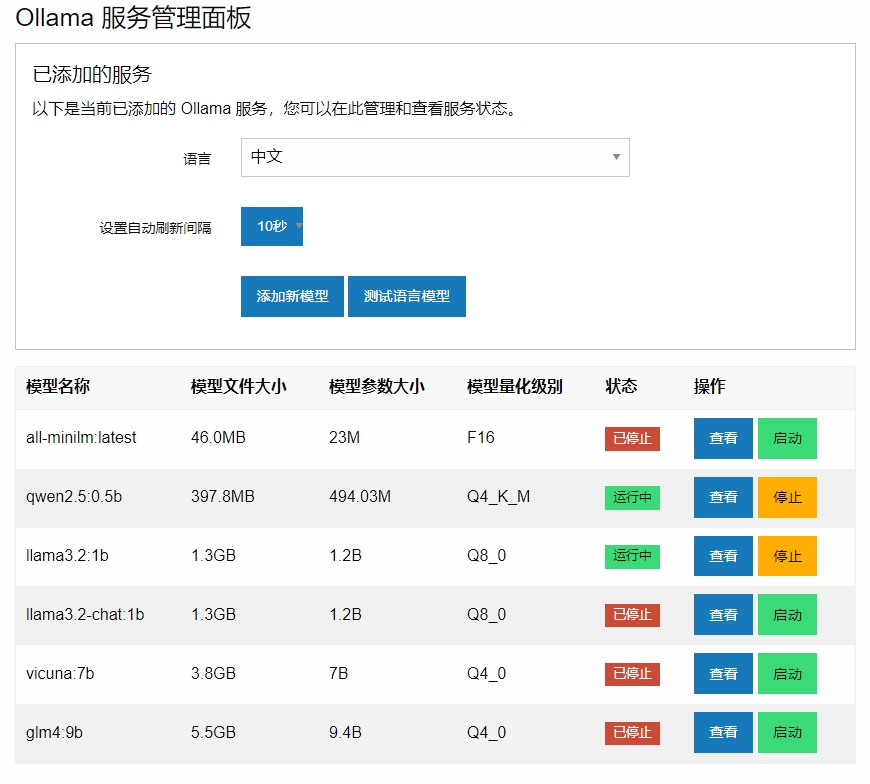 Ollama 服务管理面板
已添加的服务
以下是当前已添加的 Ollama 服务，您可以在此管理和查看服务状态。
语言 中文
设置自动刷新间隔 10秒
添加新模型 测试语言模型
模型名称 模型文件大小 模型参数大小 模型量化级别 状态 操作
all-minilm:latest 46.0MB 23M F16 已停止 查看 启动
qwen2.5:0.5b 397.8MB 494.03M Q4_K_M 运行中 查看 停止
llama3.2:1b 1.3GB 1.2B Q8_0 运行中 查看 停止
llama3.2-chat:1b 1.3GB 1.2B Q8_0 已停止 查看 启动
vicuna:7b 3.8GB 7B Q4_0 已停止 查看 启动
glm4:9b 5.5GB 9.4B Q4_0 已停止 查看 启动